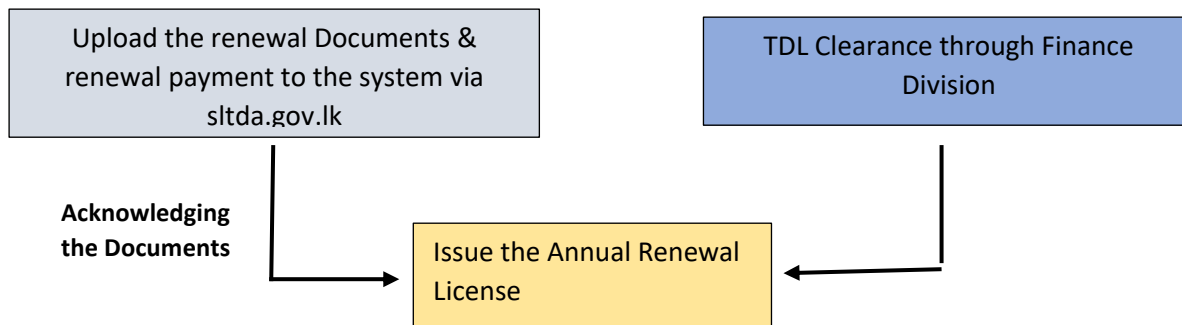 Upload the renewal Documents &
renewal payment to the system via
sltda.gov.lk
TDL Clearance through Finance
Division
Acknowledging
the Documents
Issue the Annual Renewal
License